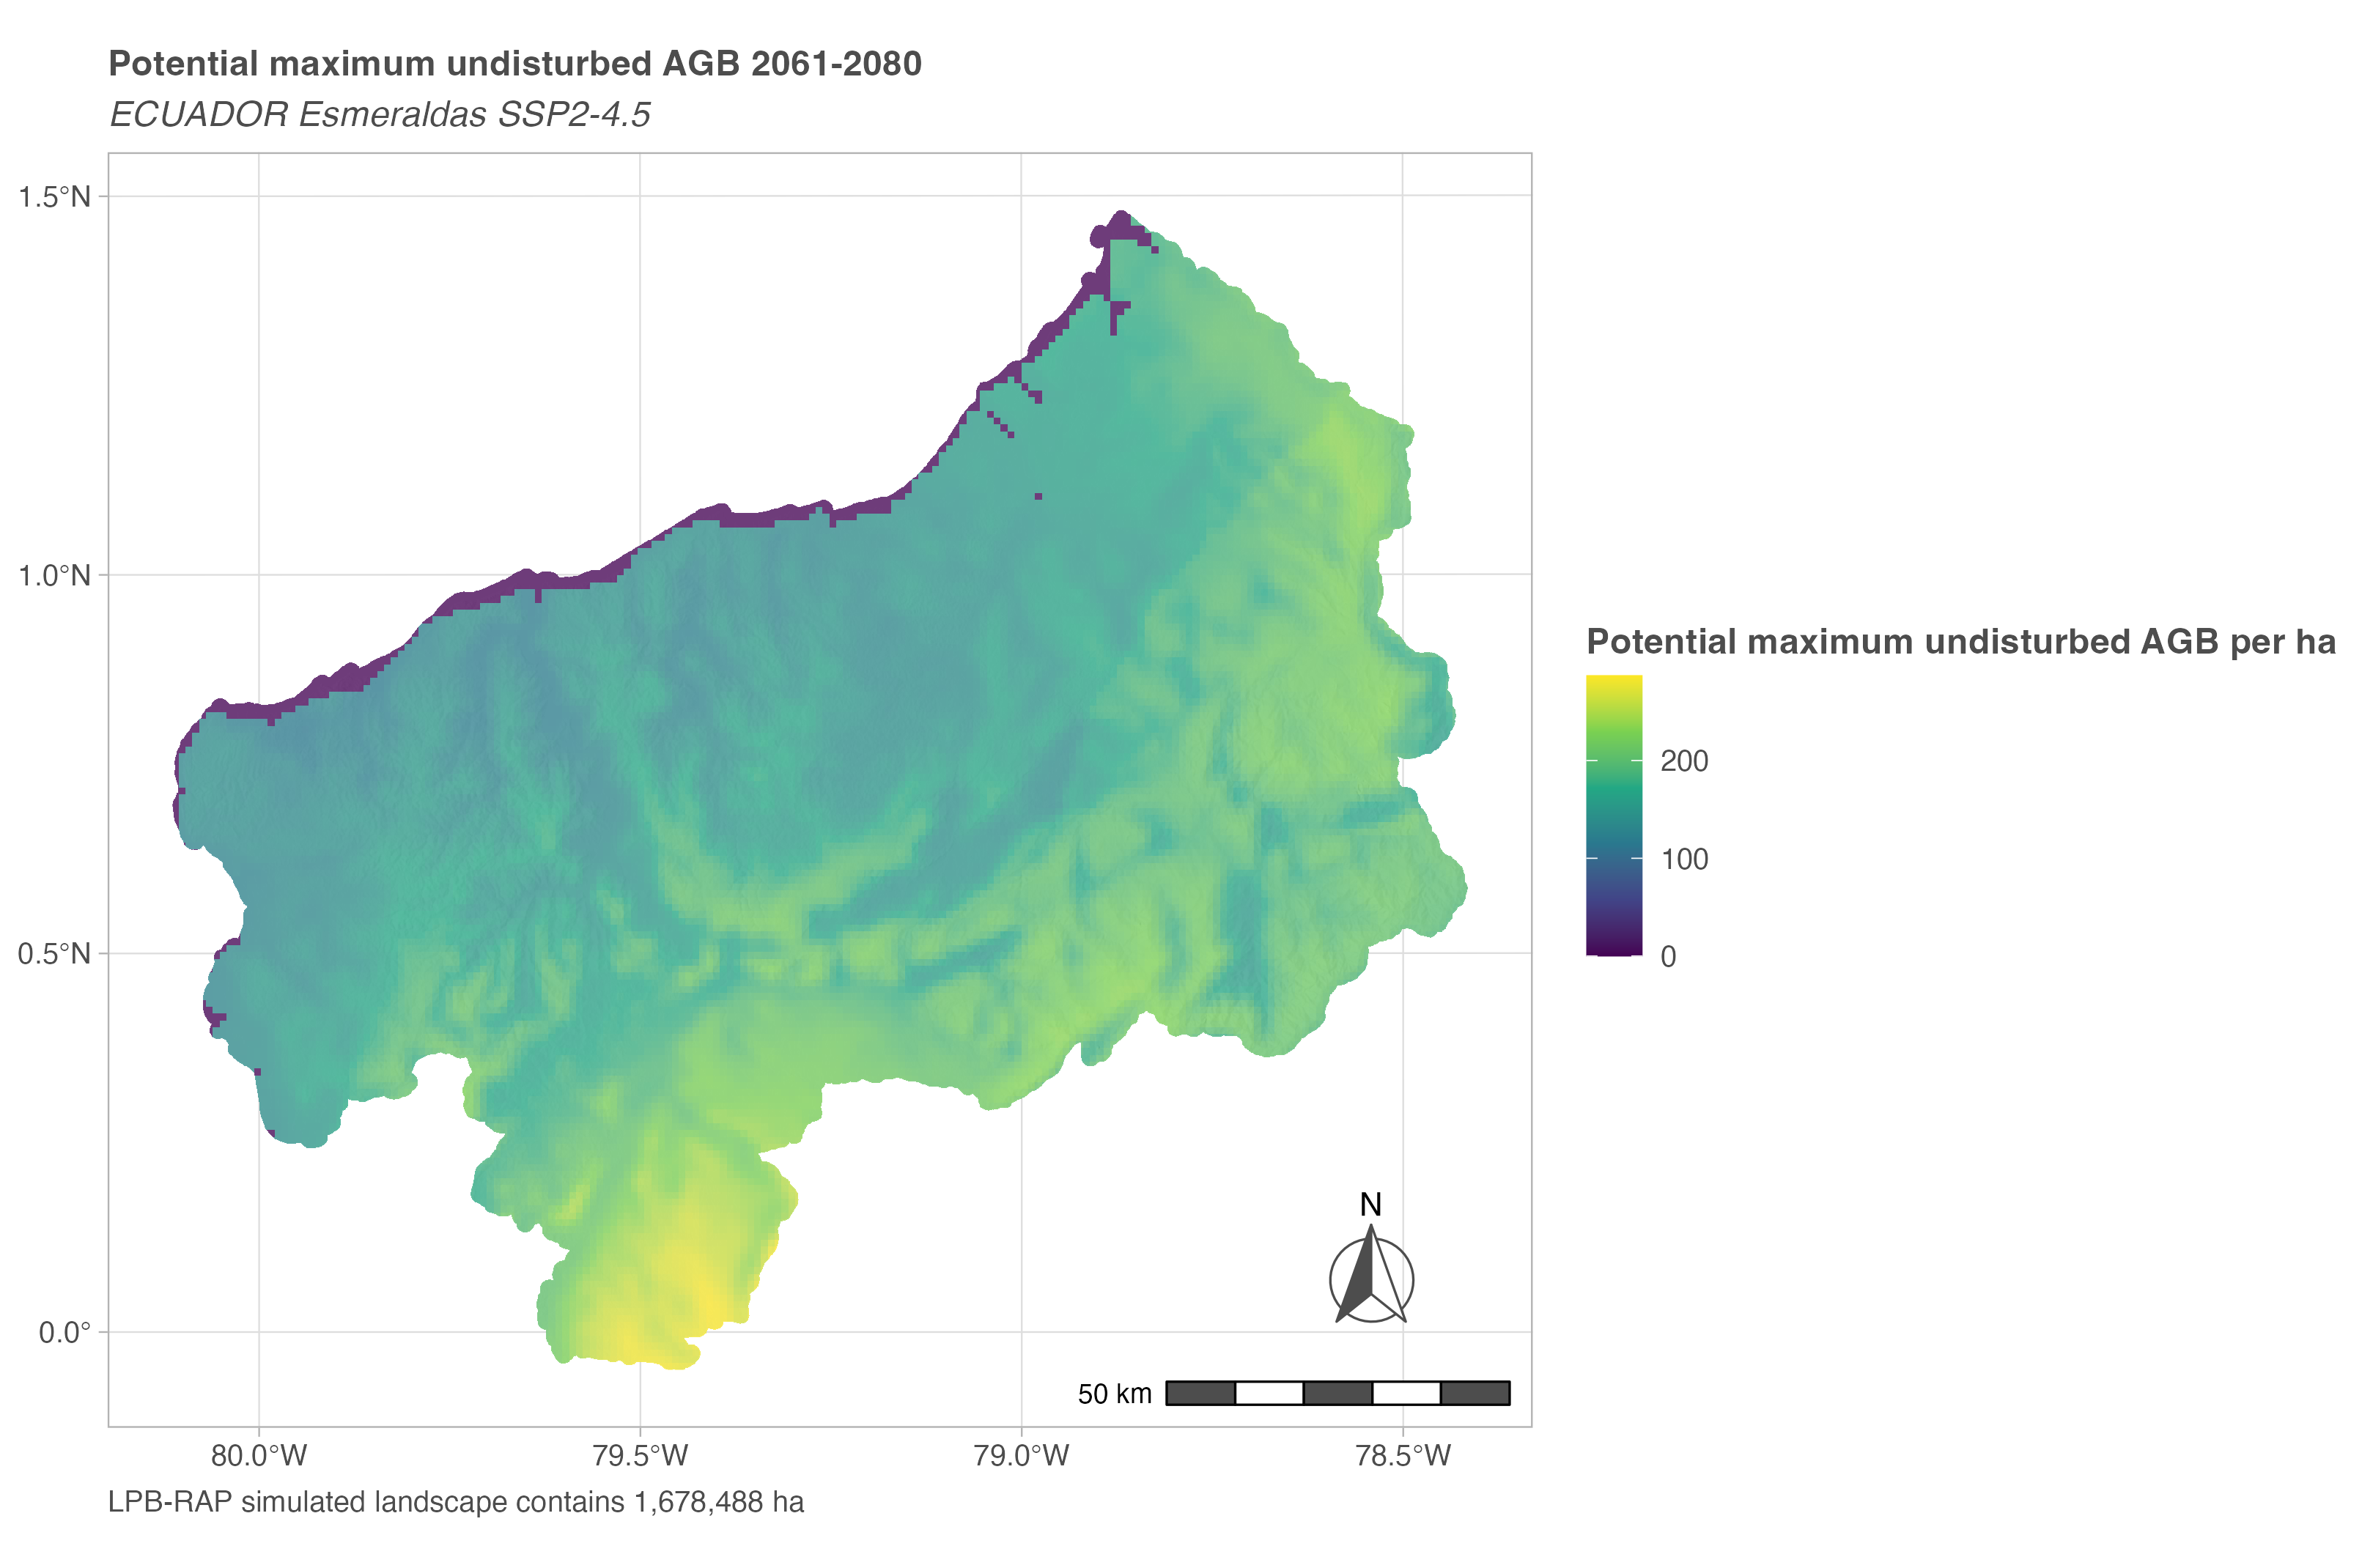 Potential maximum undisturbed AGB 2061-2080
ECUADOR Esmeraldas SSP2-4.5
1.5°N
1.0°N
0.5°N
0.0°
80.0°W
79.5°W
79.0°W
78.5°W
N
50 km
Potential maximum undisturbed AGB per ha
200
100
0
LPB-RAP simulated landscape contains 1,678,488 ha